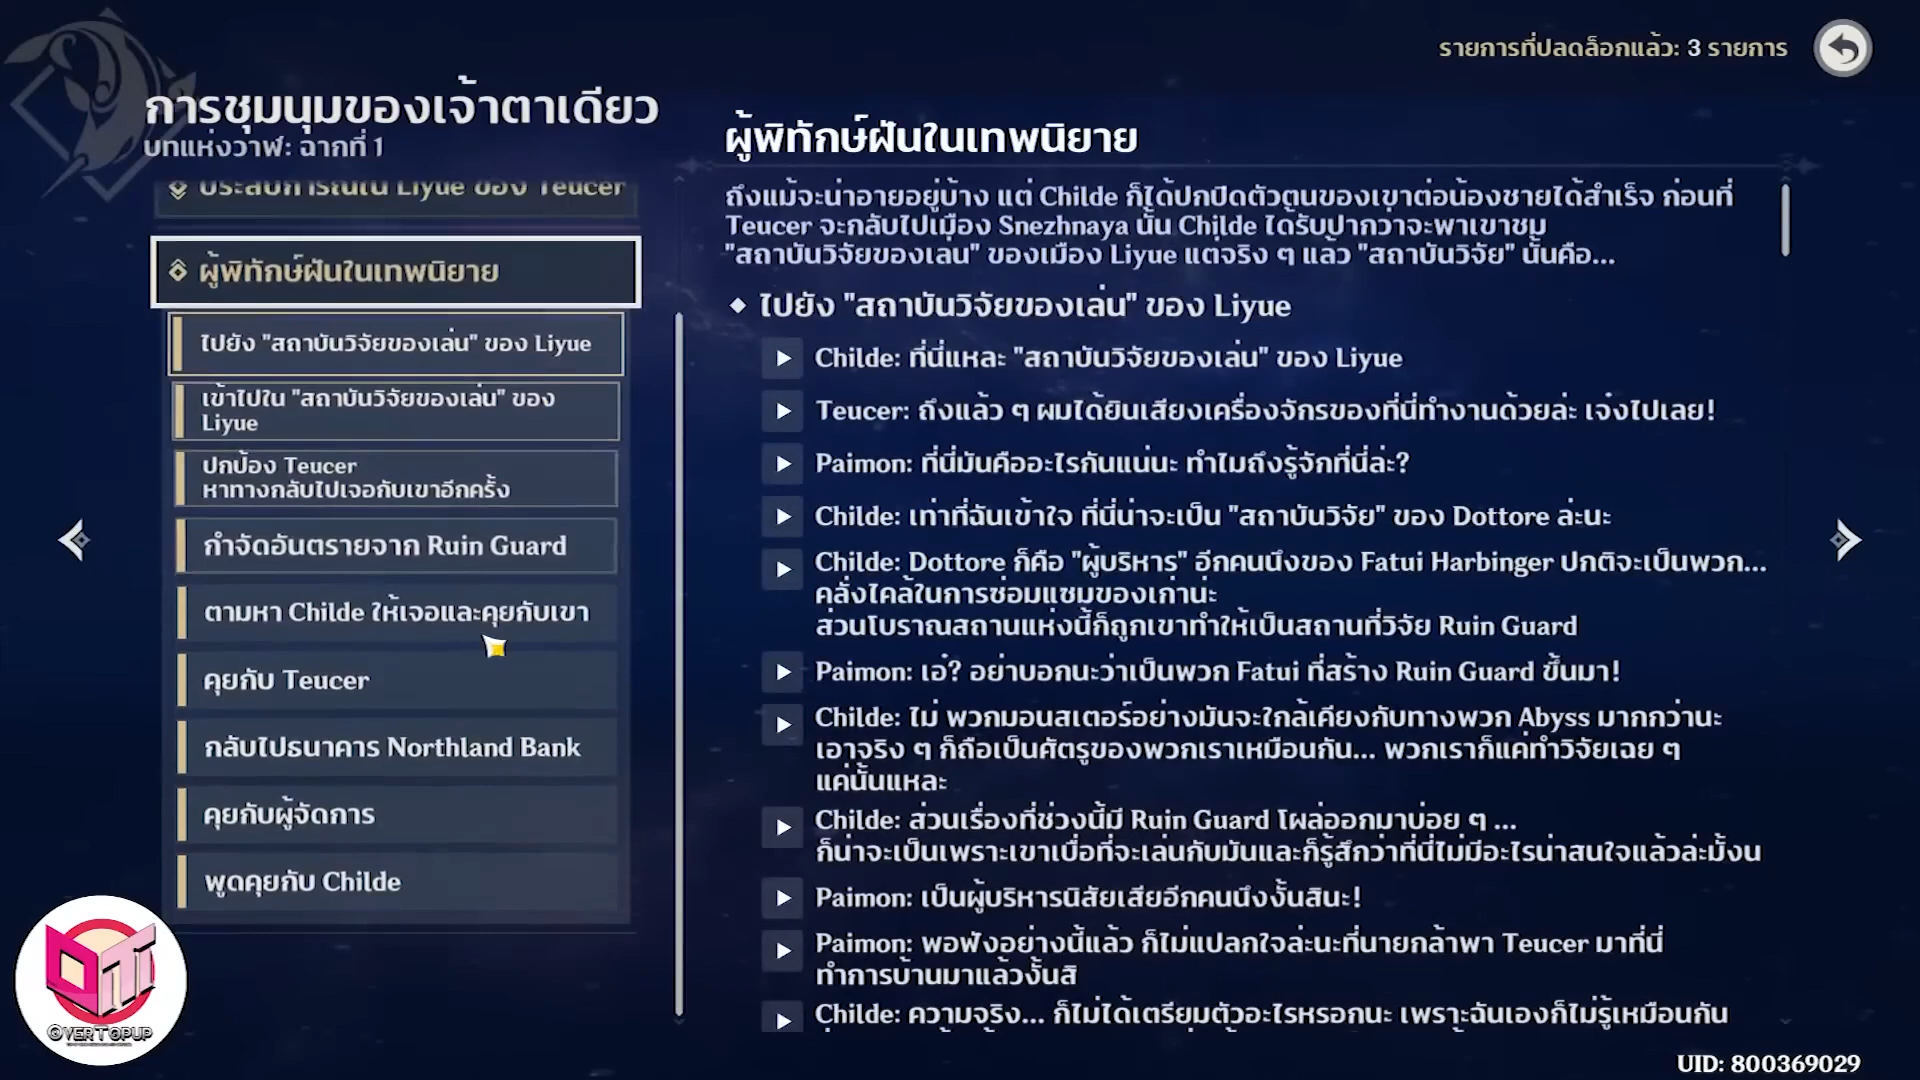 รายการที่ปลดล็อกแล้ว: 3 รายการ
การชุมนุมของเจ้าตาเดียว
บทแห่งวาฬ: ฉากที่ 1
ประสบการณ์ใน Liyue ของ Teucer
ผู้พิทักษ์ฝันในเทพนิยาย
ไปยัง "สถาบันวิจัยของเล่น" ของ Liyue
เข้าไปใน "สถาบันวิจัยของเล่น" ของ
Liyue
ปกป้อง Teucer
หาทางกลับไปเจอกับเขาอีกครั้ง
กำจัดอันตรายจาก Ruin Guard
ตามหา Childe ให้เจอและคุยกับเขา
คุยกับ Teucer
กลับไปธนาคาร Northland Bank
คุยกับผู้จัดการ
พูดคุยกับ Childe
ผู้พิทักษ์ฝันในเทพนิยาย
ถึงแม้จะน่าอายอยู่บ้าง แต่ Childe ก็ได้ปกปิดตัวตนของเขาต่อน้องชายได้สำเร็จ ก่อนที่
Teucer จะกลับไปเมือง Snezhnaya นั้น Childe ได้รับปากว่าจะพาเขาชม
"สถาบันวิจัยของเล่น" ของเมือง Liyue แต่จริง ๆ แล้ว "สถาบันวิจัย" นั้นคือ...
ไปยัง "สถาบันวิจัยของเล่น" ของ Liyue
Childe: ที่นี่แหละ "สถาบันวิจัยของเล่น" ของ Liyue
Teucer: ถึงแล้ว ๆ ผมได้ยินเสียงเครื่องจักรของที่นี่ทำงานด้วยล่ะ เจ๋งไปเลย!
Paimon: ที่นี่มันคืออะไรกันแน่นะ ทำไมถึงรู้จักที่นี่ล่ะ?
Childe: เท่าที่ฉันเข้าใจ ที่นี่น่าจะเป็น "สถาบันวิจัย" ของ Dottore ล่ะนะ
Childe: Dottore ก็คือ "ผู้บริหาร" อีกคนนึงของ Fatui Harbinger ปกติจะเป็นพวก...
คลั่งไคล้ในการซ่อมแซมของเก่าน่ะ
ส่วนโบราณสถานแห่งนี้ก็ถูกเขาทำให้เป็นสถานที่วิจัย Ruin Guard
Paimon: เอ๋? อย่าบอกนะว่าเป็นพวก Fatui ที่สร้าง Ruin Guard ขึ้นมา!
Childe: ไม่ พวกมอนสเตอร์อย่างมันจะใกล้เคียงกับทางพวก Abyss มากกว่านะ
เอาจริง ๆ ก็ถือเป็นศัตรูของพวกเราเหมือนกัน... พวกเราก็แค่ทำวิจัยเฉย ๆ
แค่นั้นแหละ
Childe: ส่วนเรื่องที่ช่วงนี้มี Ruin Guard โผล่ออกมาบ่อย ๆ ...
ก็น่าจะเป็นเพราะเขาเบื่อที่จะเล่นกับมันและก็รู้สึกว่าที่นี่ไม่มีอะไรน่าสนใจแล้วล่ะมั้งน
Paimon: เป็นผู้บริหารนิสัยเสียอีกคนนึงงั้นสินะ!
Paimon: พอฟังอย่างนี้แล้ว ก็ไม่แปลกใจล่ะนะที่นายกล้าพา Teucer มาที่นี่
ทำการบ้านมาแล้วงั้นสิ
Childe: ความจริง... ก็ไม่ได้เตรียมตัวอะไรหรอกนะ เพราะฉันเองก็ไม่รู้เหมือนกัน
OVERTOPUP
UID: 800369029